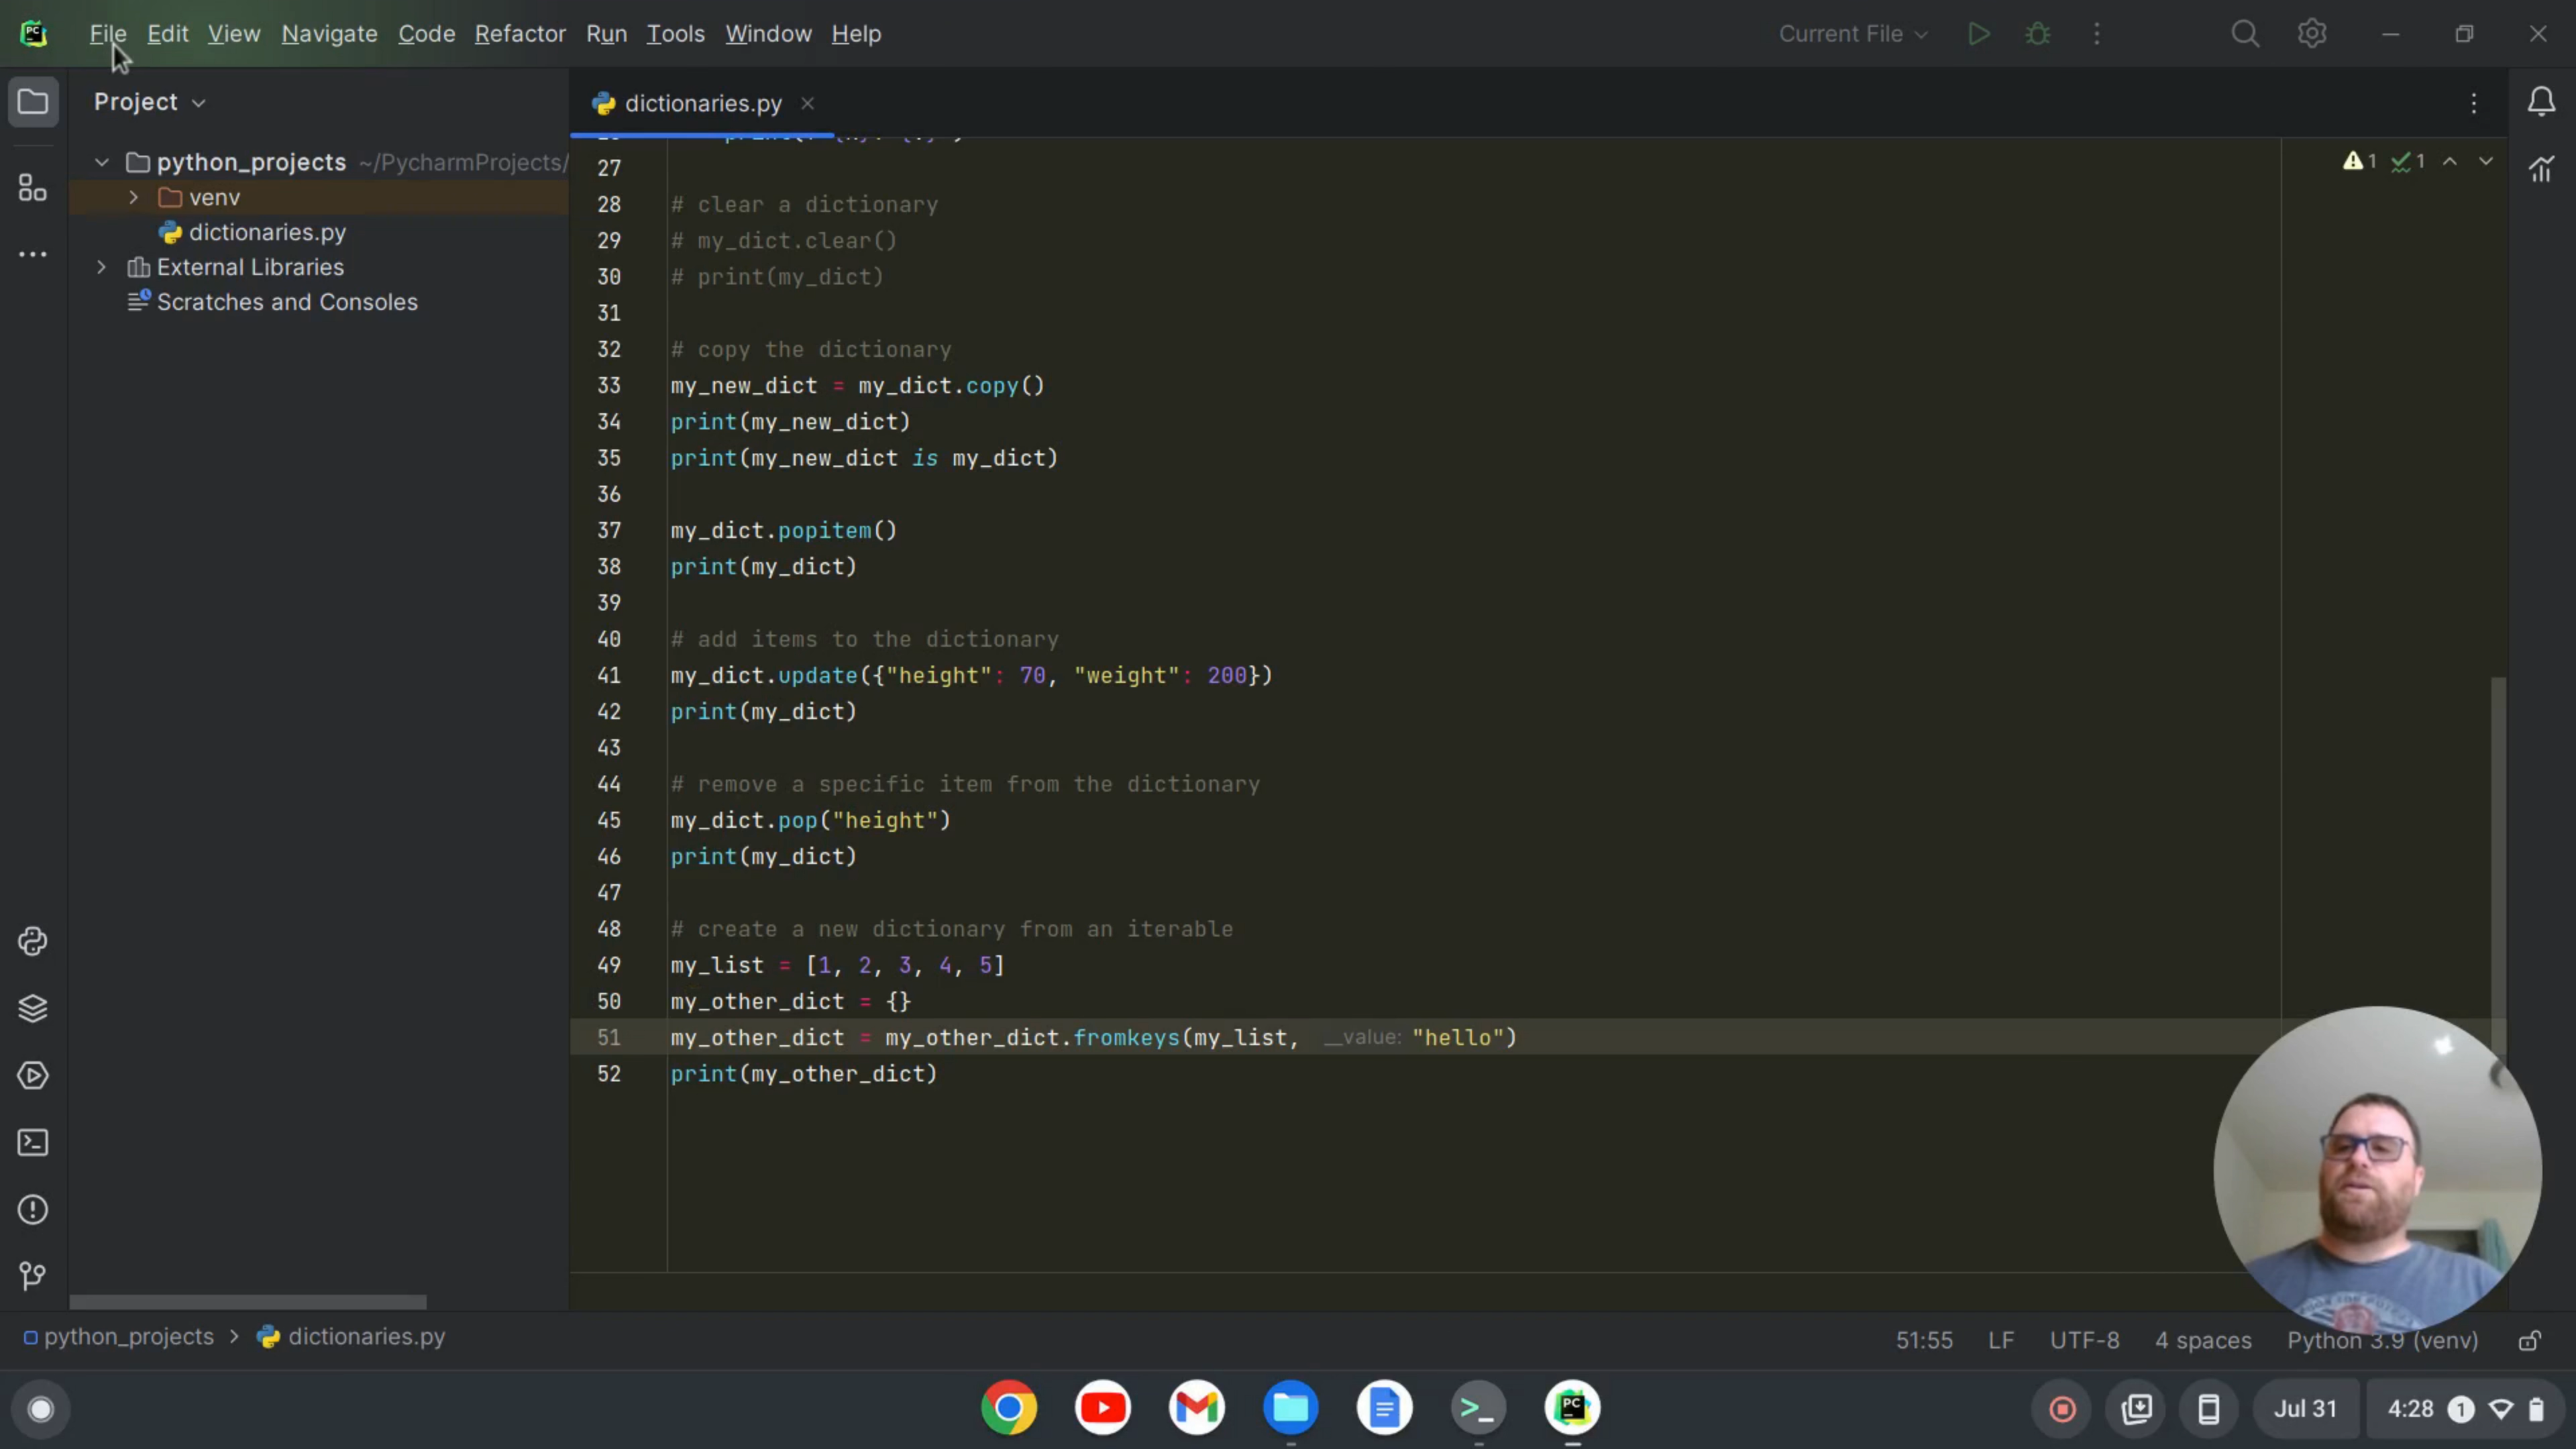 File Edit View Navigate Code Refactor Run Tools Window Help
Current File
Project
dictionaries.py
python_projects ~/PycharmProjects/
venv
dictionaries.py
External Libraries
Scratches and Consoles
1 1
27
28 # clear a dictionary
29 # my_dict.clear()
30 # print(my_dict)
31
32 # copy the dictionary
33 my_new_dict = my_dict.copy()
34 print(my_new_dict)
35 print(my_new_dict is my_dict)
36
37 my_dict.popitem()
38 print(my_dict)
39
40 # add items to the dictionary
41 my_dict.update({"height": 70, "weight": 200})
42 print(my_dict)
43
44 # remove a specific item from the dictionary
45 my_dict.pop("height")
46 print(my_dict)
47
48 # create a new dictionary from an iterable
49 my_list = [1, 2, 3, 4, 5]
50 my_other_dict = {}
51 my_other_dict = my_other_dict.fromkeys(my_list, __value: "hello")
52 print(my_other_dict)
python_projects > dictionaries.py
51:55 LF UTF-8 4 spaces Python 3.9 (venv)
PC
Jul 31
4:28 1